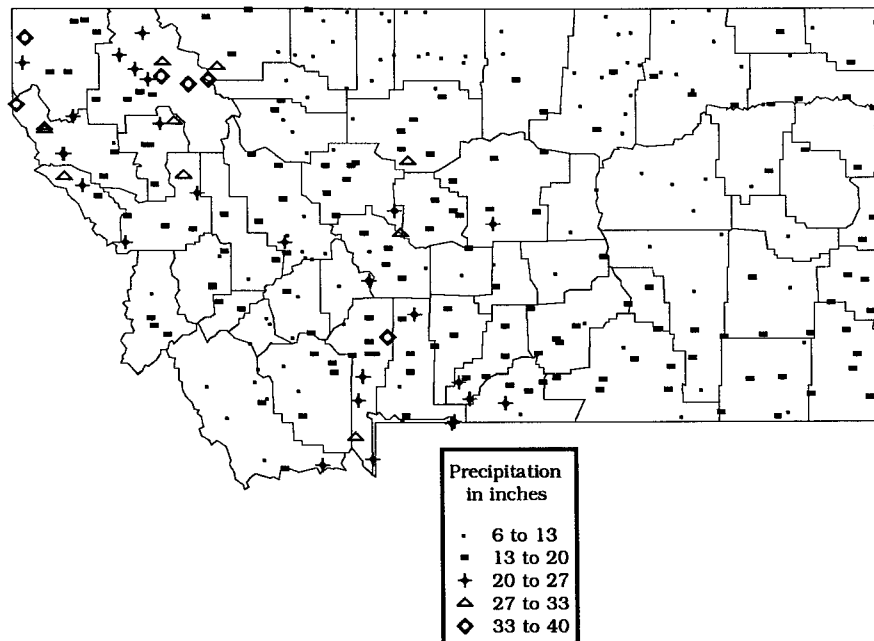 Precipitation
in inches
6 to 13
13 to 20
20 to 27
27 to 33
33 to 40